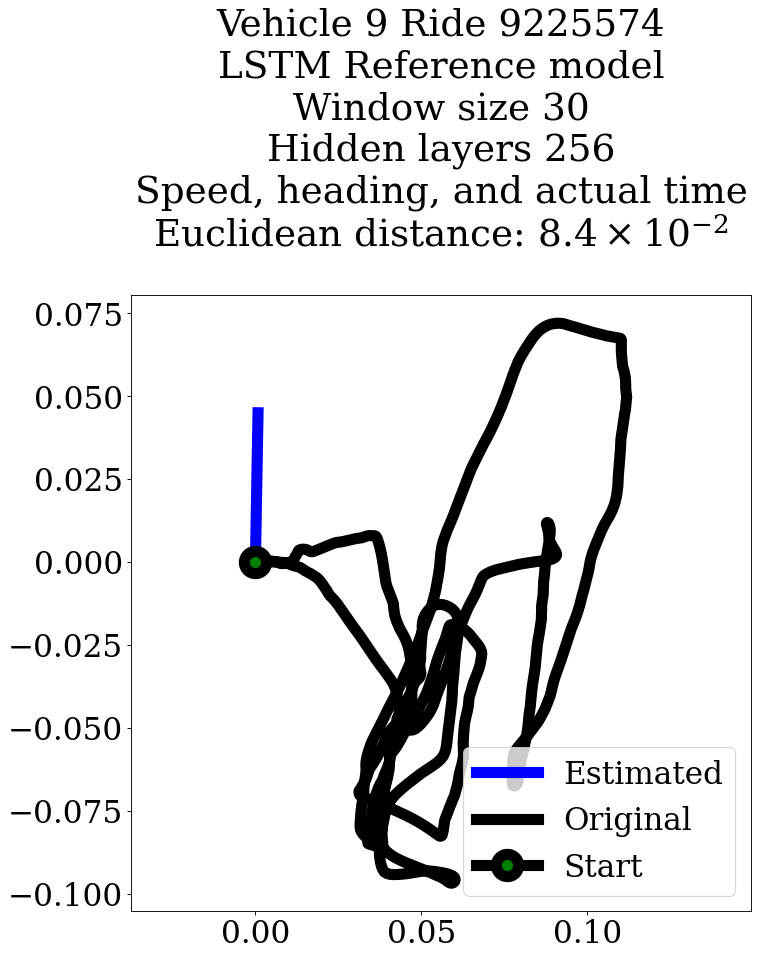 Vehicle 9 Ride 9225574
LSTM Reference model
Window size 30
Hidden layers 256
Speed, heading, and actual time
Euclidean distance: 8.4 × 10⁻²
0.075
0.050
0.025
0.000
−0.025
−0.050
−0.075
−0.100
0.00 0.05 0.10
Estimated
Original
Start